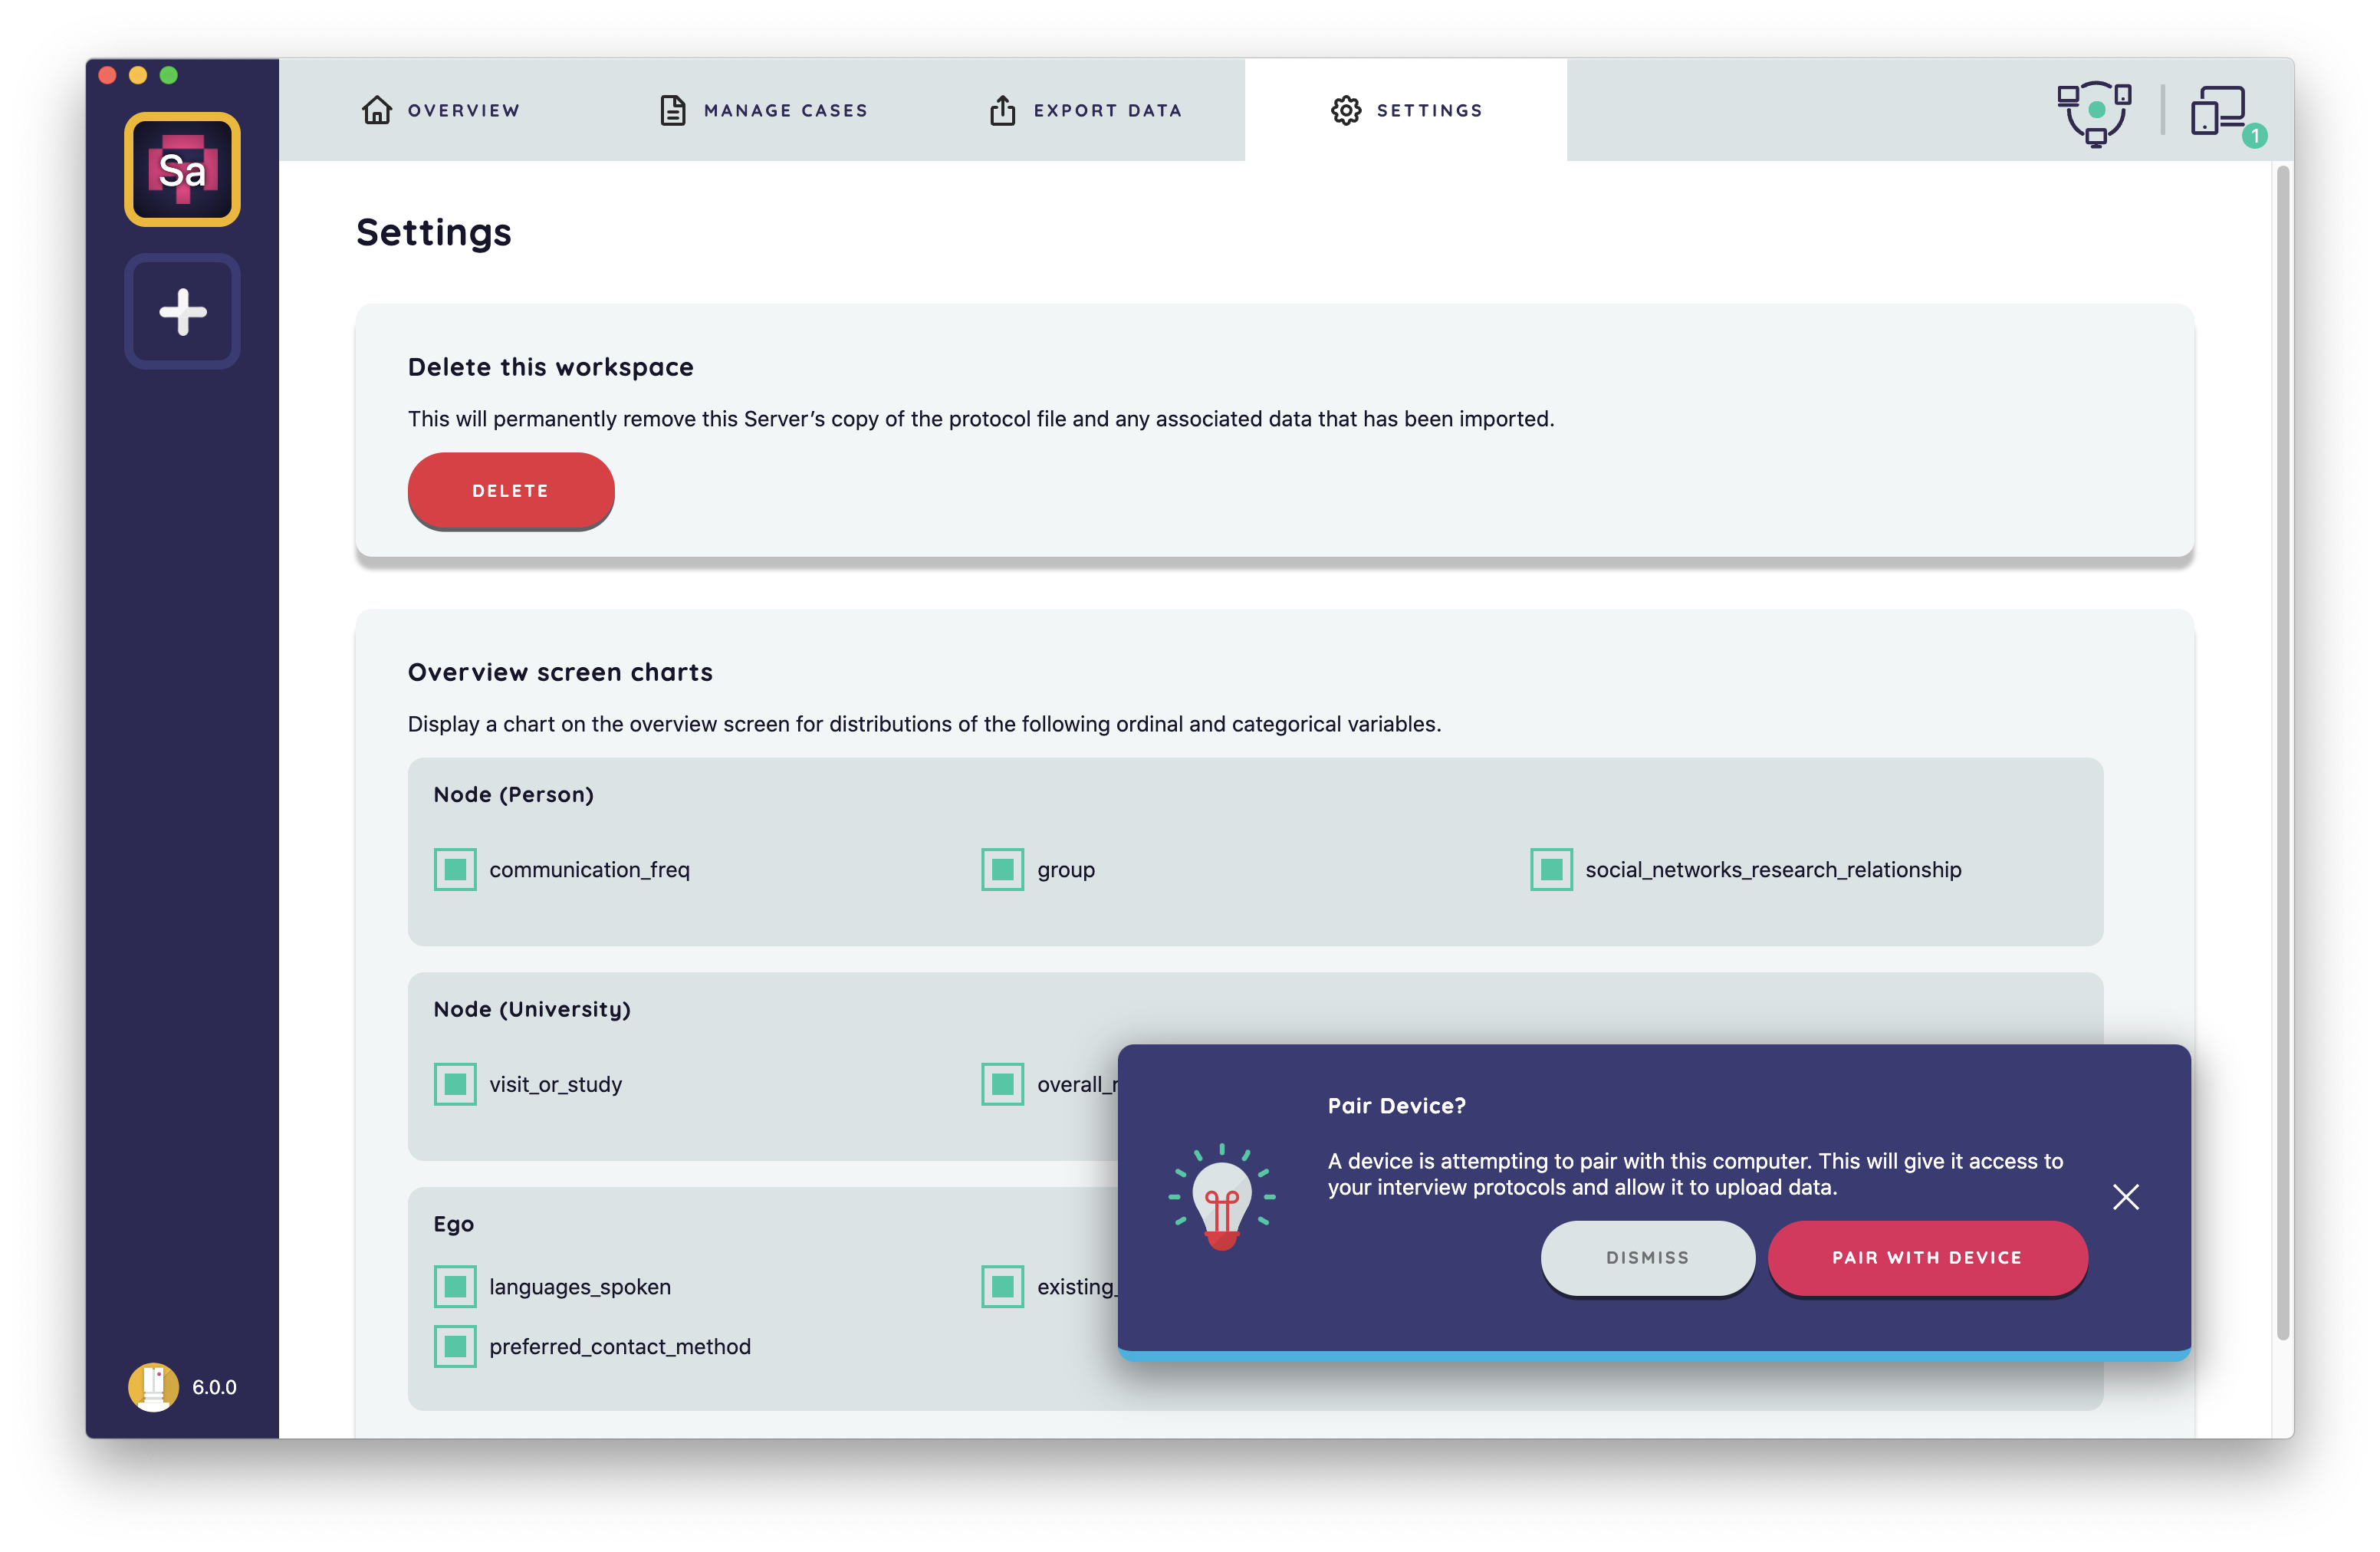 OVERVIEW
MANAGE CASES
EXPORT DATA
SETTINGS
1
Sa
Settings
Delete this workspace
This will permanently remove this Server’s copy of the protocol file and any associated data that has been imported.
DELETE
Overview screen charts
Display a chart on the overview screen for distributions of the following ordinal and categorical variables.
Node (Person)
communication_freq
group
social_networks_research_relationship
Node (University)
visit_or_study
Ego
languages_spoken
existing_
preferred_contact_method
Pair Device?
A device is attempting to pair with this computer. This will give it access to
your interview protocols and allow it to upload data.
DISMISS
PAIR WITH DEVICE
6.0.0